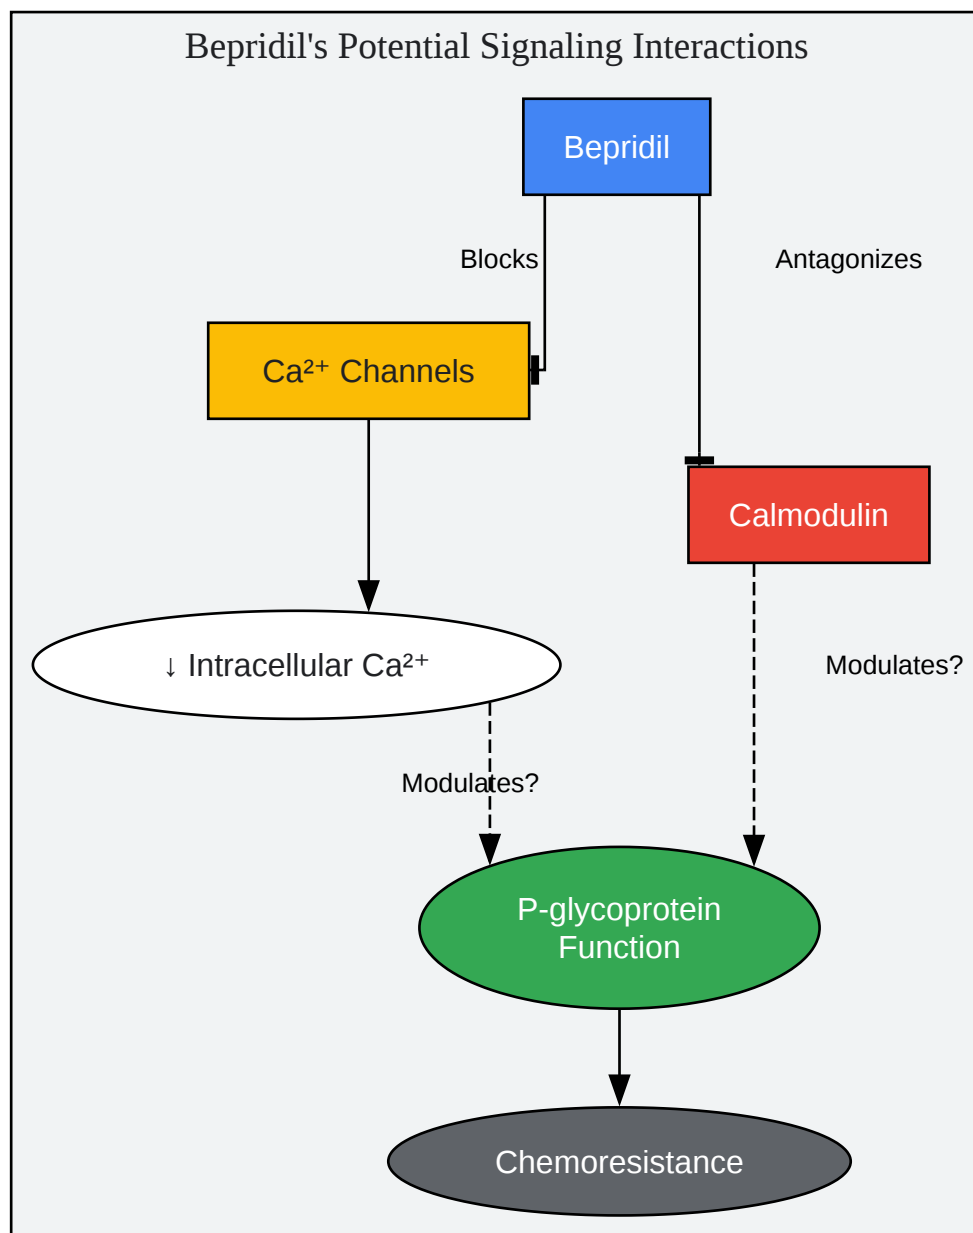 Bepridil's Potential Signaling Interactions
Bepridil
Blocks
Antagonizes
Ca²⁺ Channels
Calmodulin
↓ Intracellular Ca²⁺
Modulates?
Modulates?
P-glycoprotein
Function
Chemoresistance